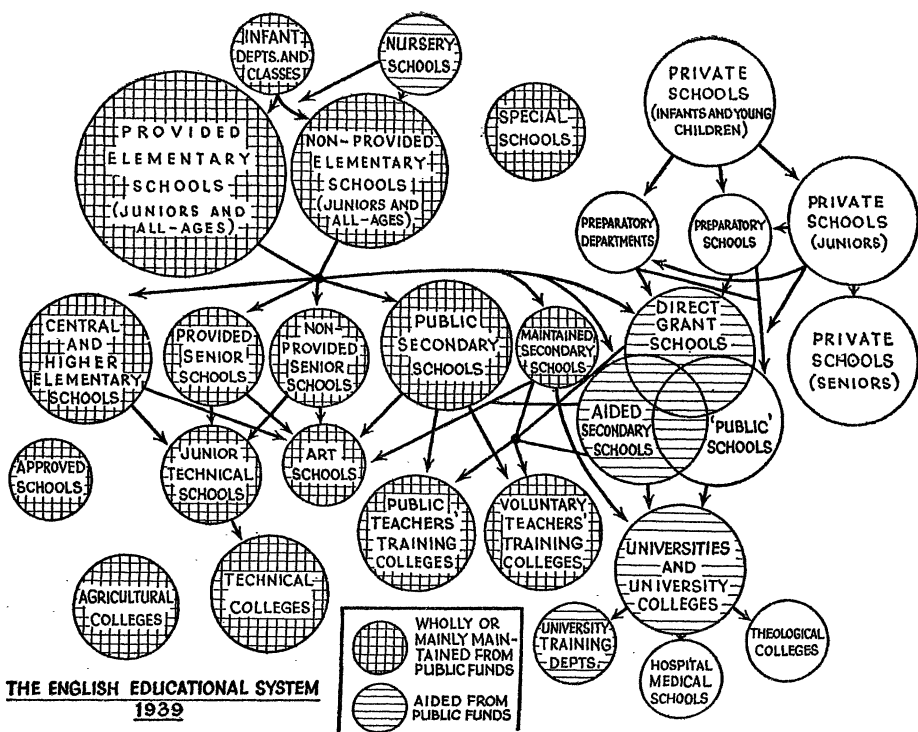 INFANT
DEPTS. AND
CLASSES
NURSERY
SCHOOLS
PRIVATE
SCHOOLS
(INFANTS AND YOUNG
CHILDREN)
PROVIDED
ELEMENTARY
SCHOOLS
(JUNIORS AND
ALL-AGES)
NON-PROVIDED
ELEMENTARY
SCHOOLS
(JUNIORS AND
ALL-AGES)
SPECIAL
SCHOOLS
PREPARATORY
DEPARTMENTS
PREPARATORY
SCHOOLS
PRIVATE
SCHOOLS
(JUNIORS)
CENTRAL
AND
HIGHER
ELEMENTARY
SCHOOLS
PROVIDED
SENIOR
SCHOOLS
NON-
PROVIDED
SENIOR
SCHOOLS
PUBLIC
SECONDARY
SCHOOLS
MAINTAINED
SECONDARY
SCHOOLS
DIRECT
GRANT
SCHOOLS
PRIVATE
SCHOOLS
(SENIORS)
AIDED
SECONDARY
SCHOOLS
'PUBLIC'
SCHOOLS
APPROVED
SCHOOLS
JUNIOR
TECHNICAL
SCHOOLS
ART
SCHOOLS
PUBLIC
TEACHERS'
TRAINING
COLLEGES
VOLUNTARY
TEACHERS'
TRAINING
COLLEGES
UNIVERSITIES
AND
UNIVERSITY
COLLEGES
AGRICULTURAL
COLLEGES
TECHNICAL
COLLEGES
UNIVERSITY
TRAINING
DEPTS.
HOSPITAL
MEDICAL
SCHOOLS
THEOLOGICAL
COLLEGES
WHOLLY OR
MAINLY MAIN-
TAINED FROM
PUBLIC FUNDS
AIDED FROM
PUBLIC FUNDS
THE ENGLISH EDUCATIONAL SYSTEM
1939